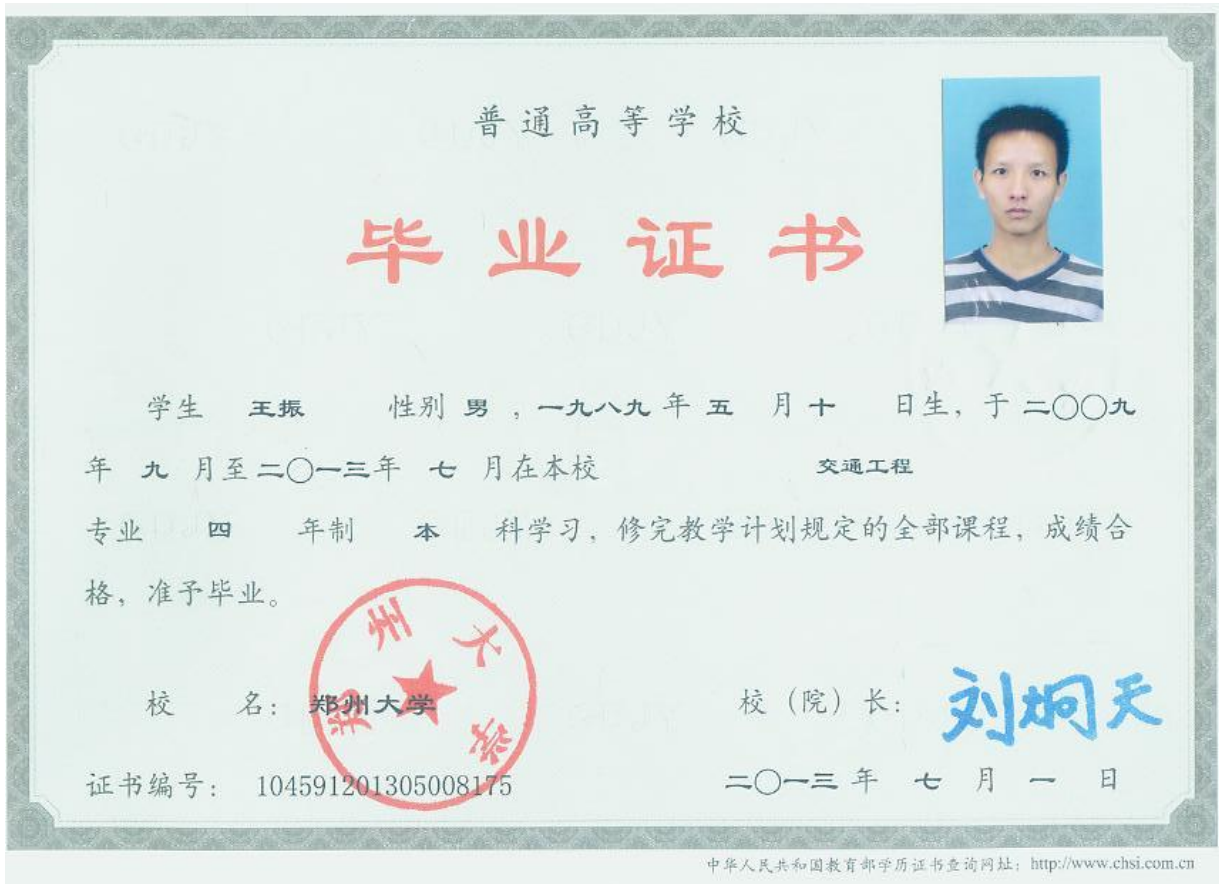 普通高等学校
毕业证书
学生 王振 性别 男 ，一九八九 年 五 月 十 日生，于 二〇〇九
年 九 月至 二〇一三 年 七 月在本校 交通工程
专业 四 年制 本 科学习，修完教学计划规定的全部课程，成绩合
格，准予毕业。
郑州大学
校 名：郑州大学 校（院）长：刘炯天
证书编号：104591201305008175 二〇一三 年 七 月 一 日
中华人民共和国教育部学历证书查询网址：http://www.chsi.com.cn